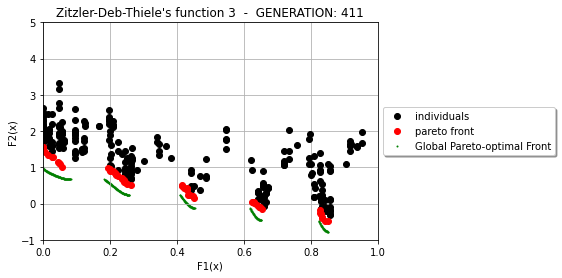 Zitzler-Deb-Thiele's function 3 - GENERATION: 411
5
4
3
2
1
0
−1
F2(x)
0.0 0.2 0.4 0.6 0.8 1.0
F1(x)
individuals
pareto front
Global Pareto-optimal Front